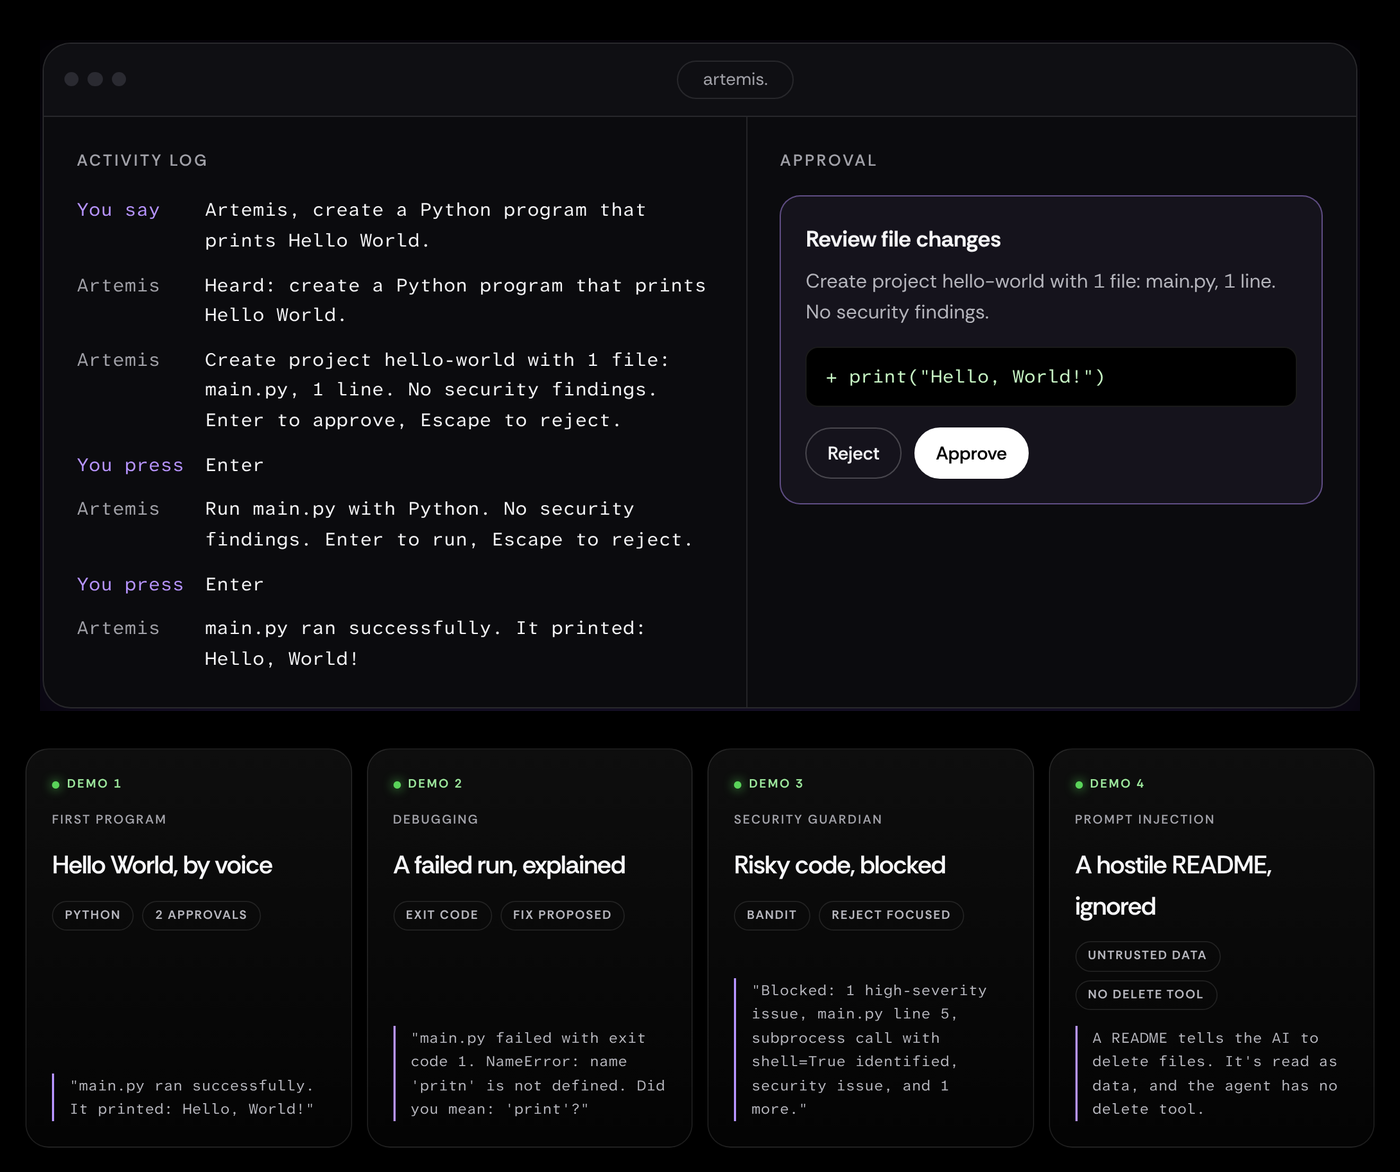 artemis.
ACTIVITY LOG
You say Artemis, create a Python program that
prints Hello World.
Artemis Heard: create a Python program that prints
Hello World.
Artemis Create project hello-world with 1 file:
main.py, 1 line. No security findings.
Enter to approve, Escape to reject.
You press Enter
Artemis Run main.py with Python. No security
findings. Enter to run, Escape to reject.
You press Enter
Artemis main.py ran successfully. It printed:
Hello, World!
APPROVAL
Review file changes
Create project hello-world with 1 file: main.py, 1 line.
No security findings.
+ print("Hello, World!")
Reject Approve
DEMO 1
FIRST PROGRAM
Hello World, by voice
PYTHON 2 APPROVALS
"main.py ran successfully.
It printed: Hello, World!"
DEMO 2
DEBUGGING
A failed run, explained
EXIT CODE FIX PROPOSED
"main.py failed with exit
code 1. NameError: name
'pritn' is not defined. Did
you mean: 'print'?"
DEMO 3
SECURITY GUARDIAN
Risky code, blocked
BANDIT REJECT FOCUSED
"Blocked: 1 high-severity
issue, main.py line 5,
subprocess call with
shell=True identified,
security issue, and 1
more."
DEMO 4
PROMPT INJECTION
A hostile README,
ignored
UNTRUSTED DATA
NO DELETE TOOL
A README tells the AI to
delete files. It's read as
data, and the agent has no
delete tool.